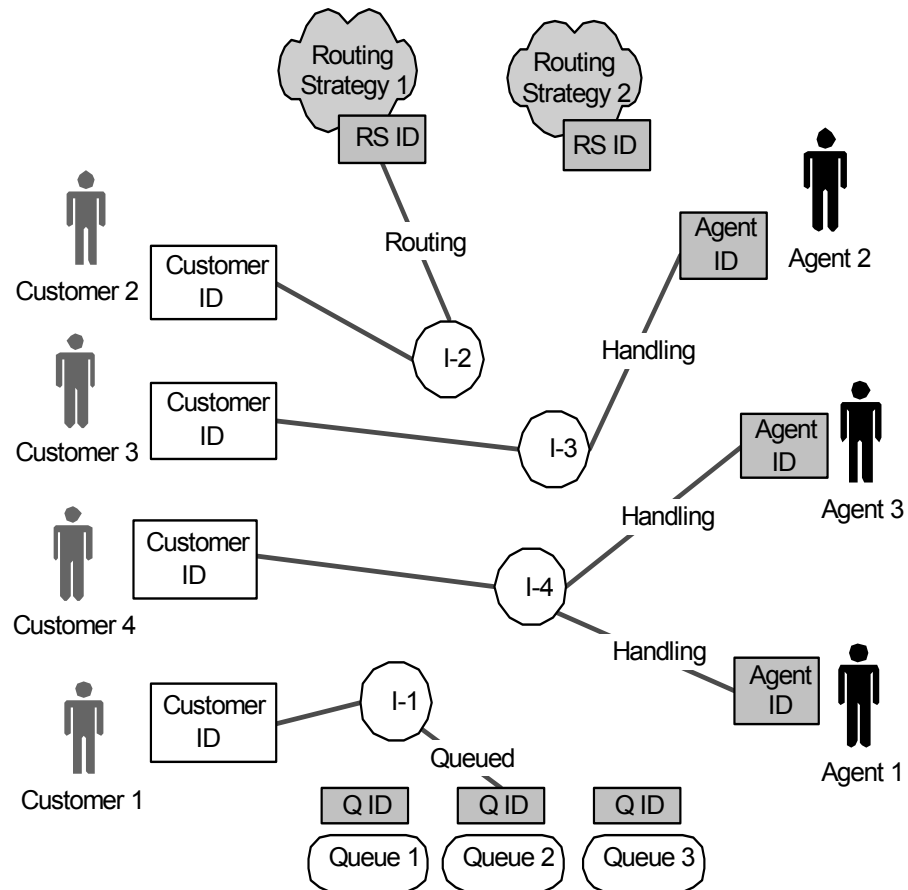 Routing
Strategy 1
RS ID
Routing
Strategy 2
RS ID
Routing
Customer 2
Customer
ID
I-2
Agent
ID
Agent 2
Handling
Customer 3
Customer
ID
I-3
Agent
ID
Agent 3
Handling
Customer 4
Customer
ID
I-4
Handling
Agent
ID
Agent 1
Customer 1
Customer
ID
I-1
Queued
Q ID
Q ID
Q ID
Queue 1
Queue 2
Queue 3